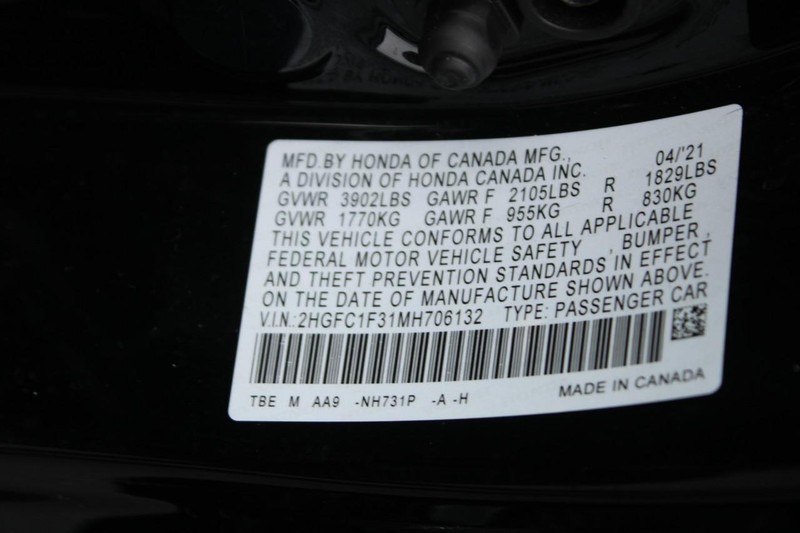 MFD.BY HONDA OF CANADA MFG., 04/'21
A DIVISION OF HONDA CANADA INC.
GVWR 3902LBS GAWR F 2105LBS R 1829LBS
GVWR 1770KG GAWR F 955KG R 830KG
THIS VEHICLE CONFORMS TO ALL APPLICABLE
FEDERAL MOTOR VEHICLE SAFETY , BUMPER ,
AND THEFT PREVENTION STANDARDS IN EFFECT
ON THE DATE OF MANUFACTURE SHOWN ABOVE.
V.I.N.:2HGFC1F31MH706132 TYPE: PASSENGER CAR
TBE M AA9 -NH731P -A -H MADE IN CANADA